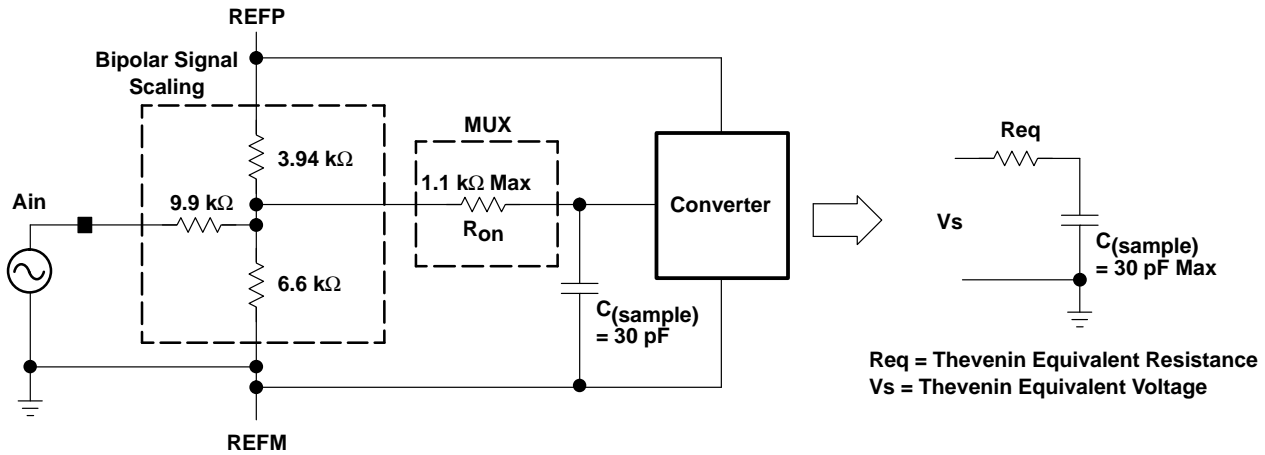 REFP
Bipolar Signal
Scaling
3.94 kΩ
9.9 kΩ
6.6 kΩ
Ain
MUX
1.1 kΩ Max
Ron
C(sample)
= 30 pF
Converter
REFM
Req
Vs
C(sample)
= 30 pF Max
Req = Thevenin Equivalent Resistance
Vs = Thevenin Equivalent Voltage